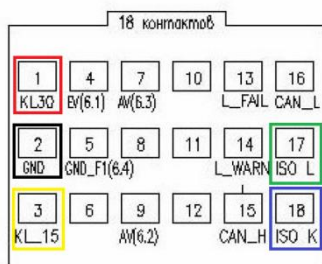 18 контактов
1 4 7 10 13 16
KL30 EV(6.1) AV(6.3) L_FAIL CAN_L
2 5 8 11 14 17
GND GND_F1(6.4) L_WARN ISO L
3 6 9 12 15 18
KL_15 AV(6.2) CAN_H ISO K